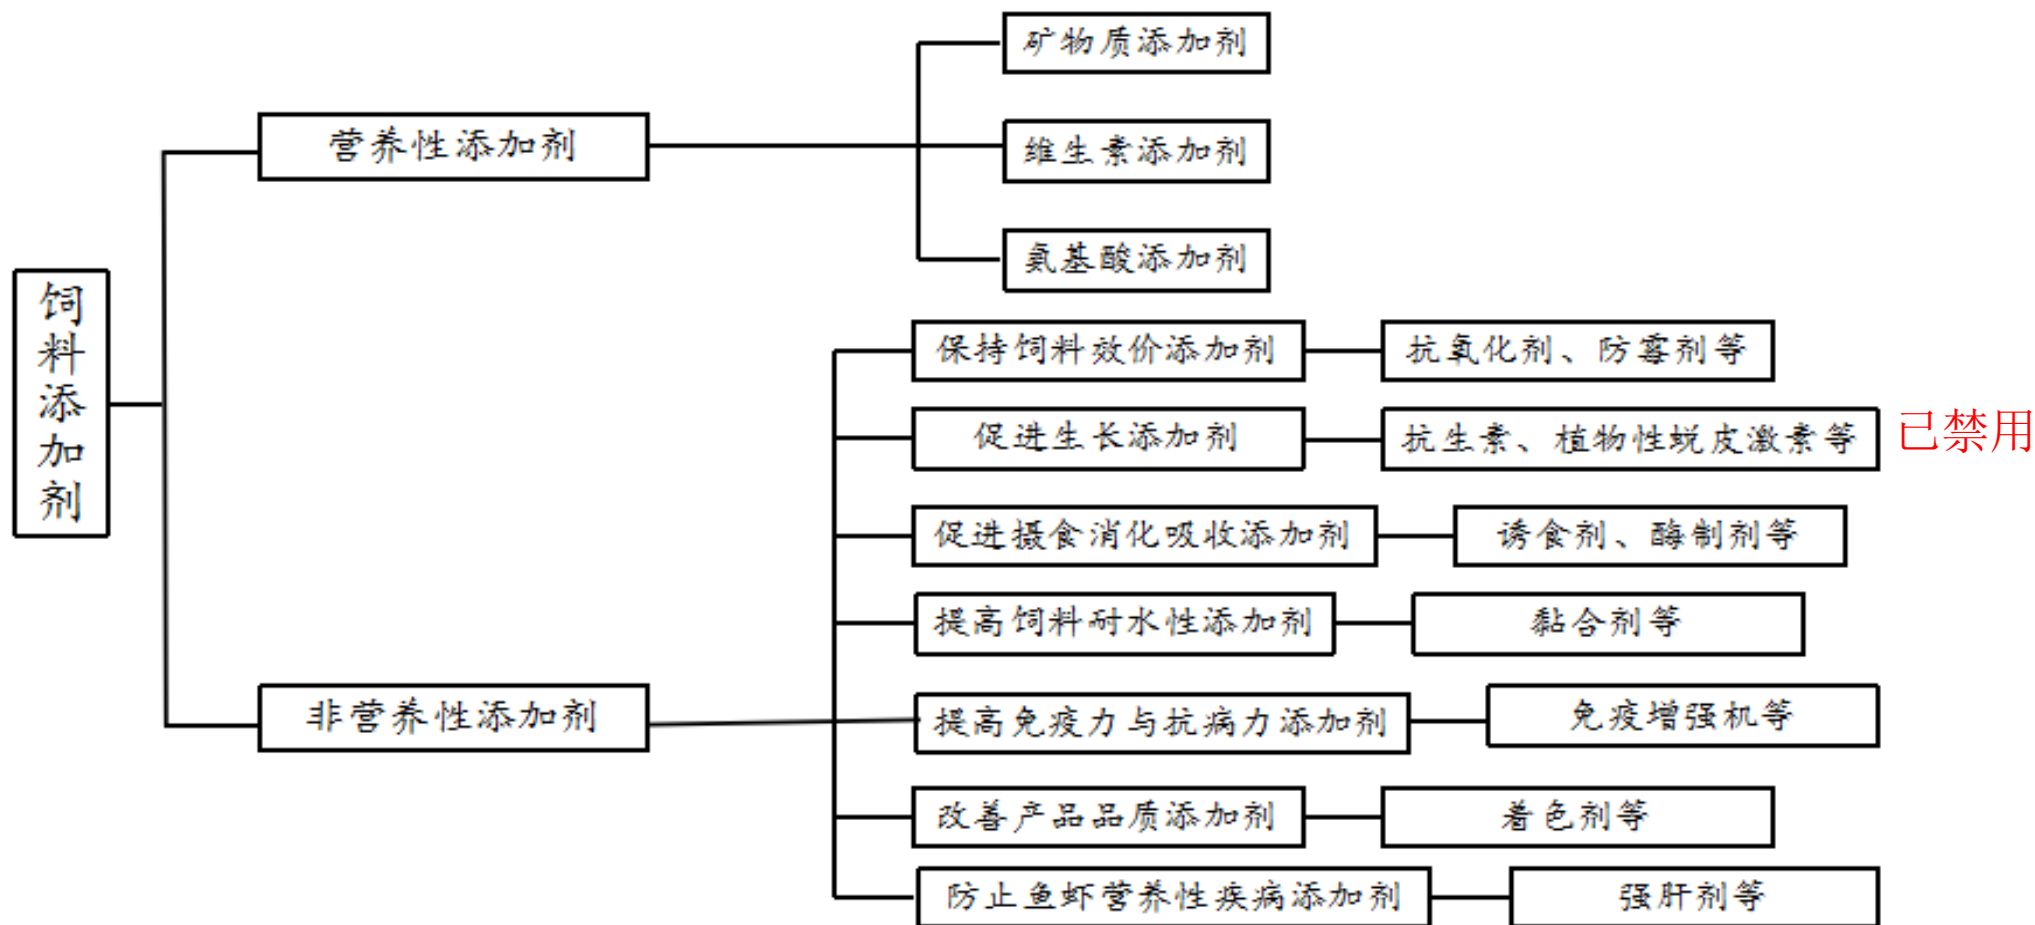 饲料添加剂
营养性添加剂
矿物质添加剂
维生素添加剂
氨基酸添加剂
非营养性添加剂
保持饲料效价添加剂
抗氧化剂、防霉剂等
促进生长添加剂
抗生素、植物性蜕皮激素等
已禁用
促进摄食消化吸收添加剂
诱食剂、酶制剂等
提高饲料耐水性添加剂
黏合剂等
提高免疫力与抗病力添加剂
免疫增强机等
改善产品品质添加剂
着色剂等
防止鱼虾营养性疾病添加剂
强肝剂等